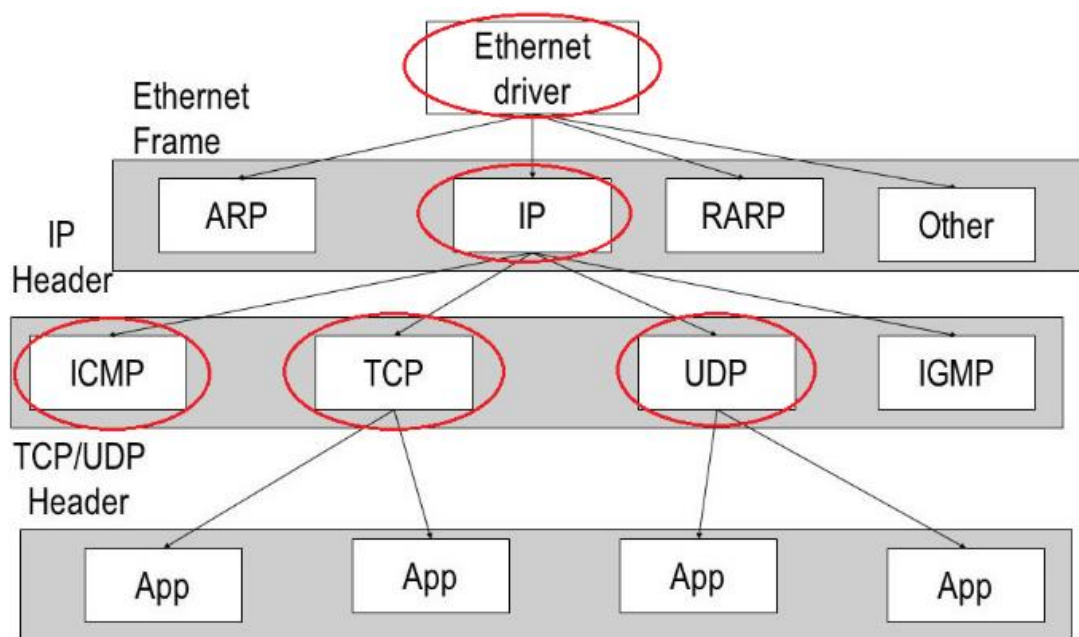 Ethernet
driver
Ethernet
Frame
ARP
IP
RARP
Other
IP
Header
ICMP
TCP
UDP
IGMP
TCP/UDP
Header
App
App
App
App